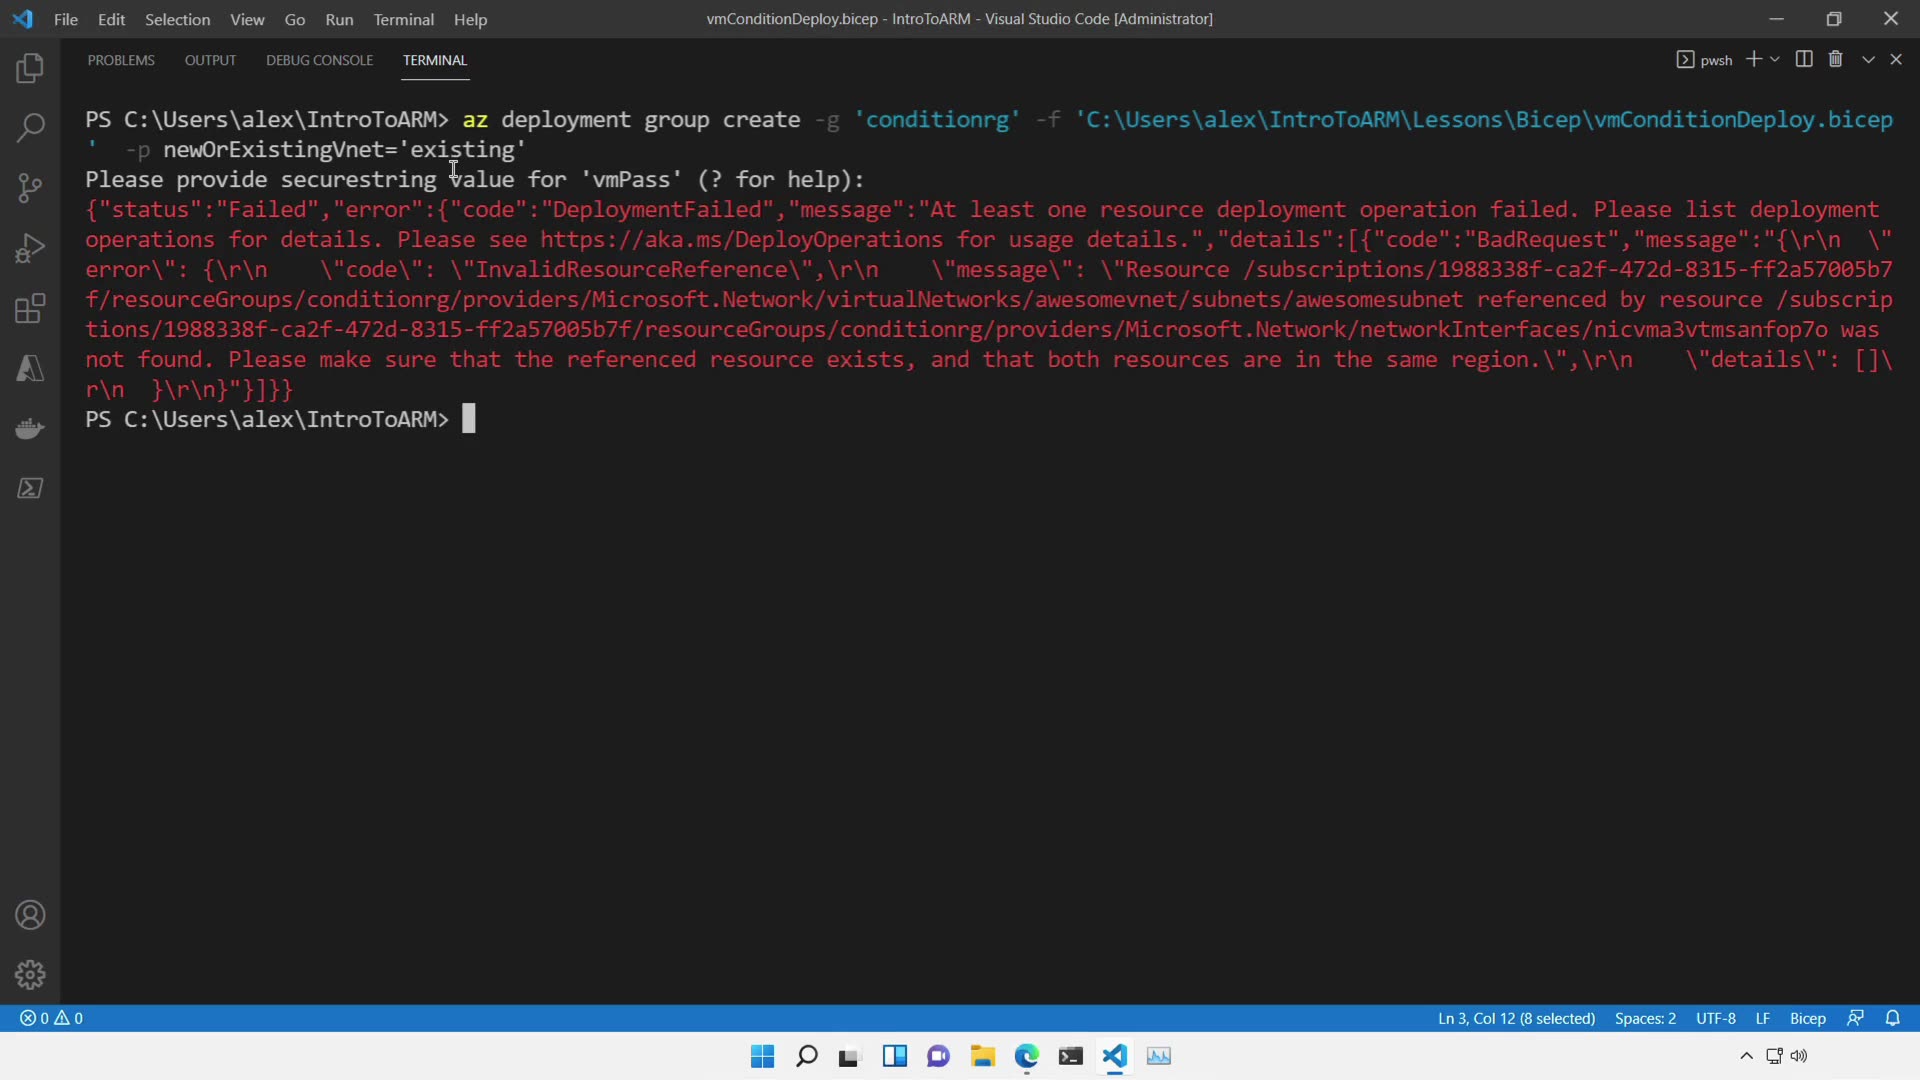 File Edit Selection View Go Run Terminal Help
vmConditionDeploy.bicep - IntroToARM - Visual Studio Code [Administrator]
PROBLEMS OUTPUT DEBUG CONSOLE TERMINAL
pwsh
PS C:\Users\alex\IntroToARM> az deployment group create -g 'conditionrg' -f 'C:\Users\alex\IntroToARM\Lessons\Bicep\vmConditionDeploy.bicep
'  -p newOrExistingVnet='existing'
Please provide securestring value for 'vmPass' (? for help):
{"status":"Failed","error":{"code":"DeploymentFailed","message":"At least one resource deployment operation failed. Please list deployment
operations for details. Please see https://aka.ms/DeployOperations for usage details.","details":[{"code":"BadRequest","message":"{\r\n  \"
error\": {\r\n    \"code\": \"InvalidResourceReference\",\r\n    \"message\": \"Resource /subscriptions/1988338f-ca2f-472d-8315-ff2a57005b7
f/resourceGroups/conditionrg/providers/Microsoft.Network/virtualNetworks/awesomevnet/subnets/awesomesubnet referenced by resource /subscrip
tions/1988338f-ca2f-472d-8315-ff2a57005b7f/resourceGroups/conditionrg/providers/Microsoft.Network/networkInterfaces/nicvma3vtmsanfop7o was
not found. Please make sure that the referenced resource exists, and that both resources are in the same region.\",\r\n    \"details\": []\
r\n  }\r\n}"}]}}
PS C:\Users\alex\IntroToARM>
0 0
Ln 3, Col 12 (8 selected) Spaces: 2 UTF-8 LF Bicep